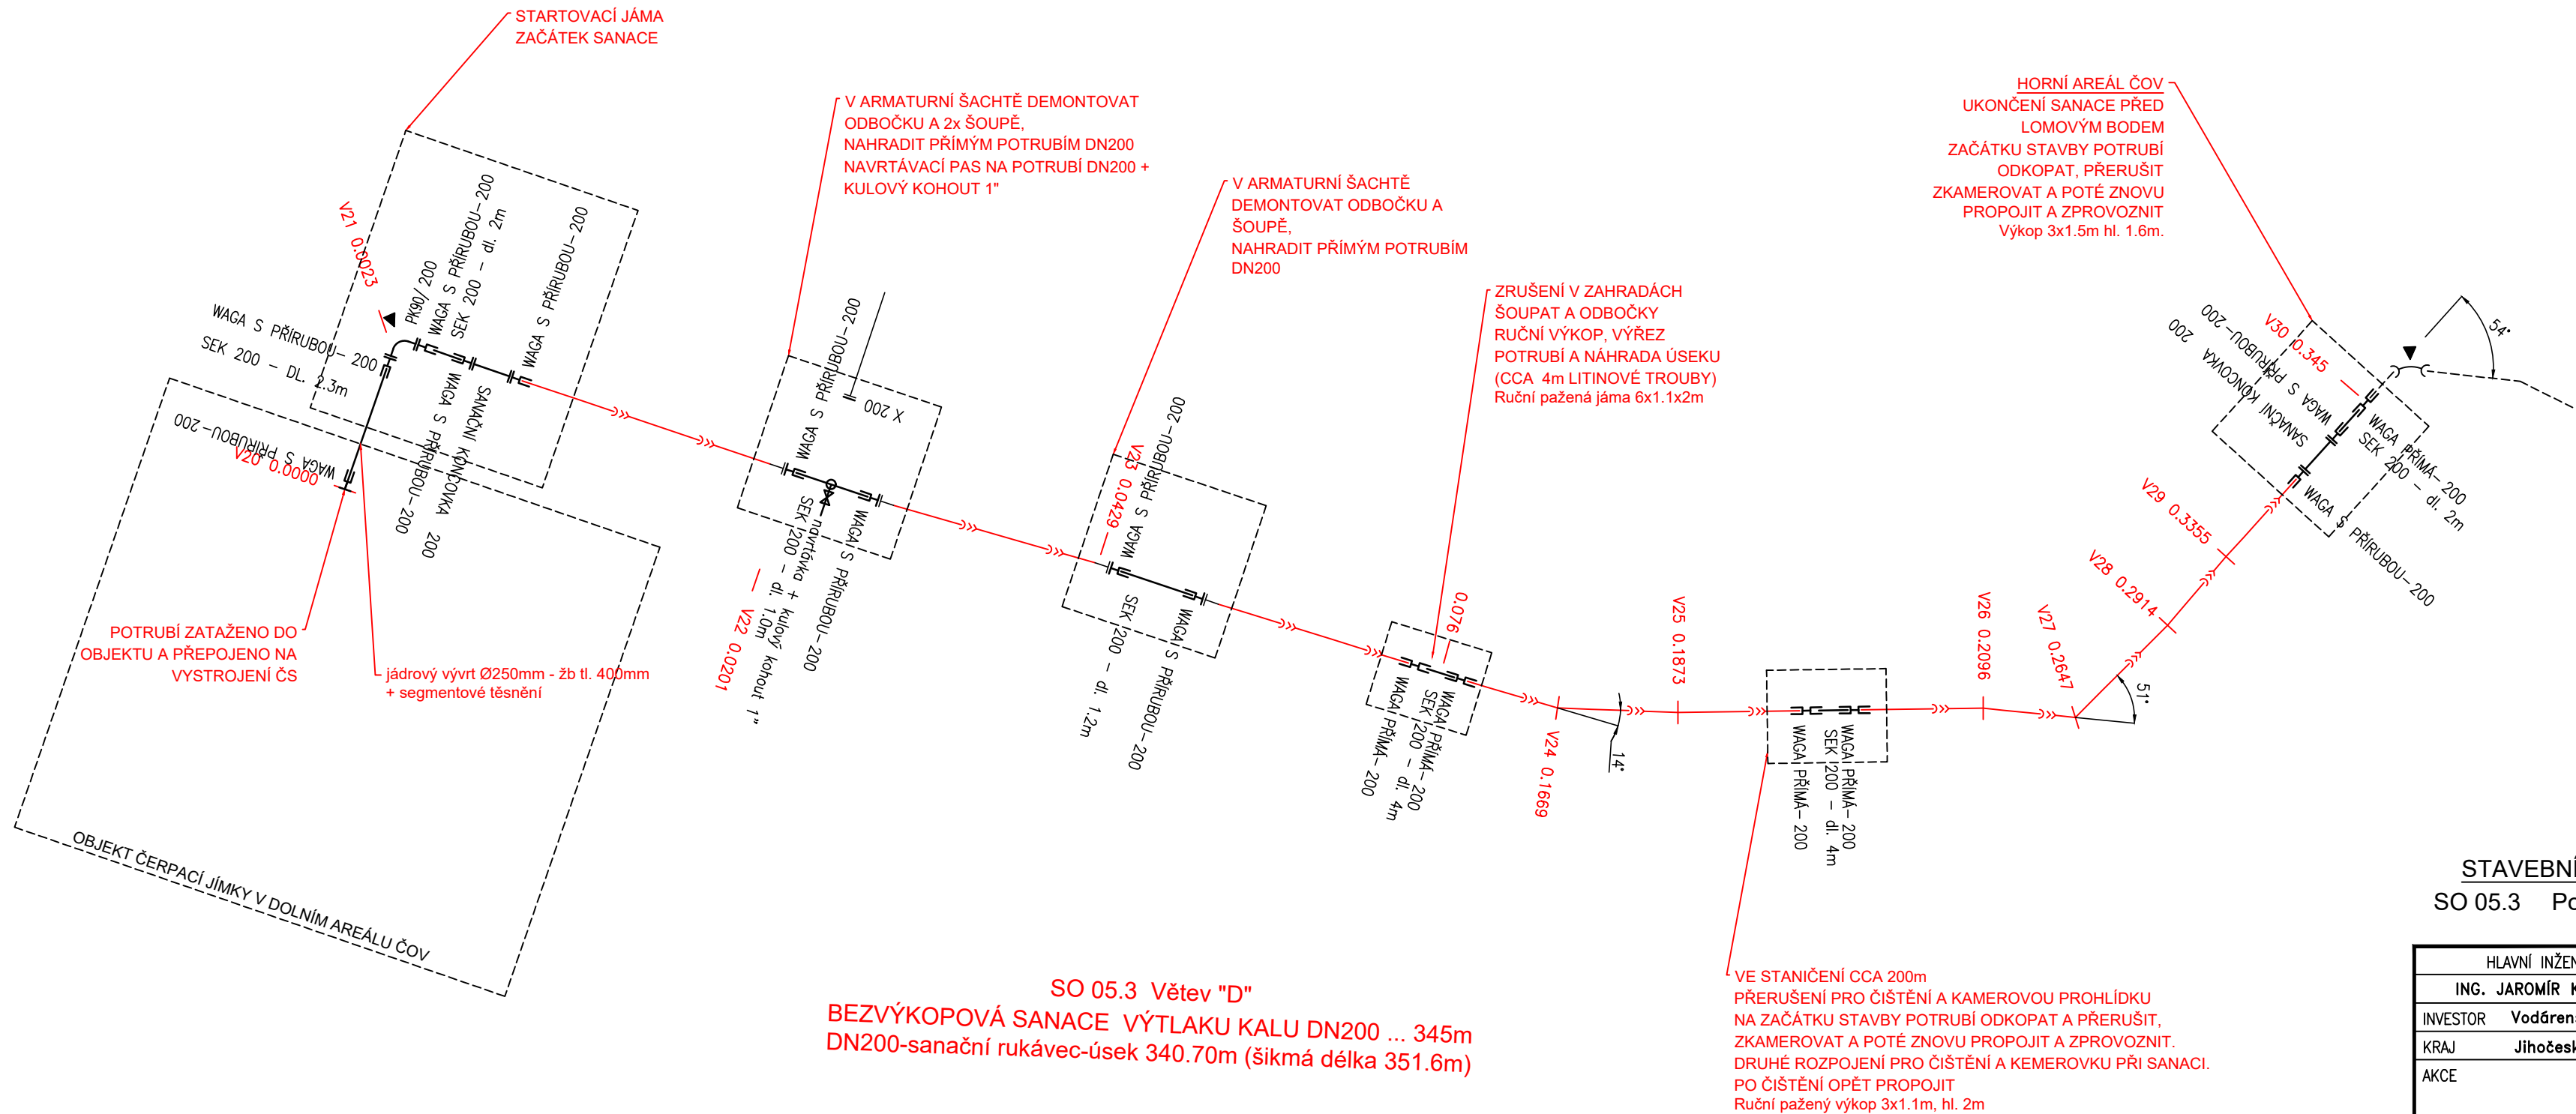 STARTOVACÍ JÁMA
ZAČÁTEK SANACE
V ARMATURNÍ ŠACHTĚ DEMONTOVAT
ODBOČKU A 2x ŠOUPĚ,
NAHRADIT PŘÍMÝM POTRUBÍM DN200
NAVRTÁVACÍ PAS NA POTRUBÍ DN200 +
KULOVÝ KOHOUT 1"
V ARMATURNÍ ŠACHTĚ
DEMONTOVAT ODBOČKU A
ŠOUPĚ,
NAHRADIT PŘÍMÝM POTRUBÍM
DN200
ZRUŠENÍ V ZAHRADÁCH
ŠOUPAT A ODBOČKY
RUČNÍ VÝKOP, VÝŘEZ
POTRUBÍ A NÁHRADA ÚSEKU
(CCA 4m LITINOVÉ TROUBY)
Ruční pažená jáma 6x1.1x2m
HORNÍ AREÁL ČOV
UKONČENÍ SANACE PŘED
LOMOVÝM BODEM
ZAČÁTKU STAVBY POTRUBÍ
ODKOPAT, PŘERUŠIT
ZKAMEROVAT A POTÉ ZNOVU
PROPOJIT A ZPROVOZNIT
Výkop 3x1.5m hl. 1.6m.
V21 0.0023
PK90/200
WAGA S PŘÍRUBOU-200
SEK 200 - dl. 2m
WAGA S PŘÍRUBOU-200
WAGA S PŘÍRUBOU- 200
SEK 200 - DL. 2.3m
WAGA S PŘÍRUBOU-200
V20 0.0000
WAGA S PŘÍRUBOU-200
SANAČNÍ KONCOVKA 200
POTRUBÍ ZATAŽENO DO
OBJEKTU A PŘEPOJENO NA
VYSTROJENÍ ČS
jádrový vývrt Ø250mm - žb tl. 400mm
+ segmentové těsnění
OBJEKT ČERPACÍ JÍMKY V DOLNÍM AREÁLU ČOV
WAGA S PŘÍRUBOU-200
X 200
WAGA S PŘÍRUBOU-200
SEK 200 - dl. 1.0m
navrtávka + kulový kohout 1"
V22 0.0201
V23 0.0429
WAGA S PŘÍRUBOU-200
SEK 200 - dl. 1.2m
WAGA S PŘÍRUBOU-200
0.076
WAGA PŘÍMÁ-200
SEK 200 - dl. 4m
WAGA PŘÍMÁ-200
V24 0.1669
14°
V25 0.1873
WAGA PŘÍMÁ-200
SEK 200 - dl. 4m
WAGA PŘÍMÁ-200
V26 0.2096
V27 0.2647
51°
V28 0.2914
V29 0.3355
V30 0.345
WAGA S PŘÍRUBOU-200
SANAČNÍ KONCOVKA 200
WAGA PŘÍMÁ-200
SEK 200 - dl. 2m
WAGA S PŘÍRUBOU-200
54°
SO 05.3 Větev "D"
BEZVÝKOPOVÁ SANACE VÝTLAKU KALU DN200 ... 345m
DN200-sanační rukávec-úsek 340.70m (šikmá délka 351.6m)
VE STANIČENÍ CCA 200m
PŘERUŠENÍ PRO ČIŠTĚNÍ A KAMEROVOU PROHLÍDKU
NA ZAČÁTKU STAVBY POTRUBÍ ODKOPAT A PŘERUŠIT,
ZKAMEROVAT A POTÉ ZNOVU PROPOJIT A ZPROVOZNIT.
DRUHÉ ROZPOJENÍ PRO ČIŠTĚNÍ A KEMEROVKU PŘI SANACI.
PO ČIŠTĚNÍ OPĚT PROPOJIT
Ruční pažený výkop 3x1.1m, hl. 2m
STAVEBNÍ
SO 05.3 Po
HLAVNÍ INŽEN
ING. JAROMÍR K
INVESTOR Vodáren
KRAJ Jihočesk
AKCE